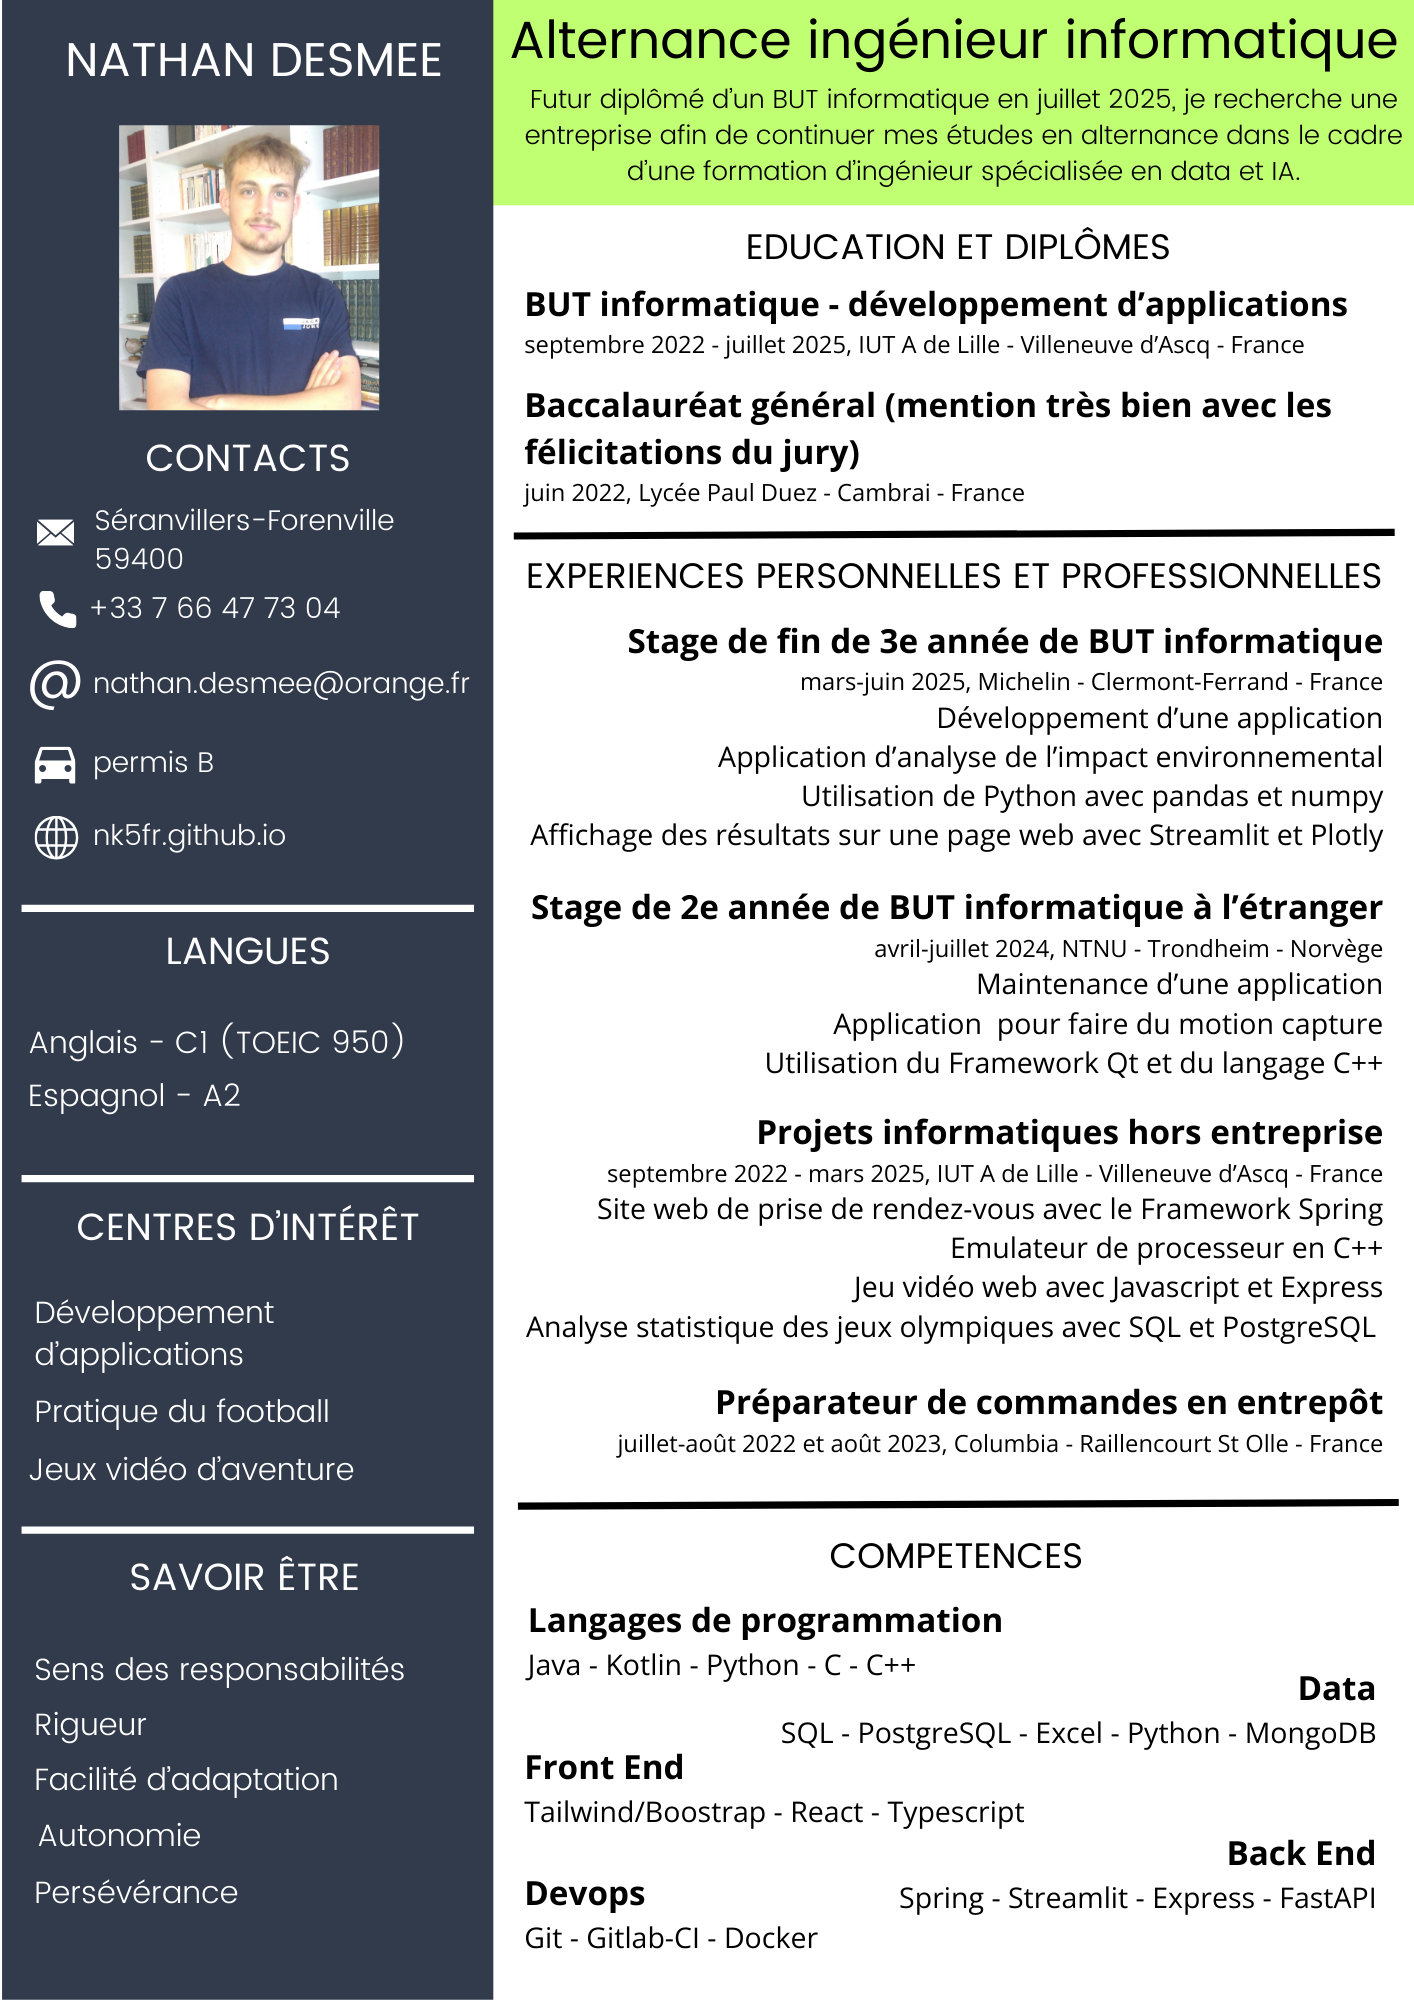 NATHAN DESMEE
CONTACTS
Séranvillers-Forenville
59400
+33 7 66 47 73 04
nathan.desmee@orange.fr
permis B
nk5fr.github.io
LANGUES
Anglais - C1 (TOEIC 950)
Espagnol - A2
CENTRES D'INTÉRÊT
Développement
d'applications
Pratique du football
Jeux vidéo d'aventure
SAVOIR ÊTRE
Sens des responsabilités
Rigueur
Facilité d'adaptation
Autonomie
Persévérance
Alternance ingénieur informatique
Futur diplômé d'un BUT informatique en juillet 2025, je recherche une
entreprise afin de continuer mes études en alternance dans le cadre
d'une formation d'ingénieur spécialisée en data et IA.
EDUCATION ET DIPLÔMES
BUT informatique - développement d'applications
septembre 2022 - juillet 2025, IUT A de Lille - Villeneuve d'Ascq - France
Baccalauréat général (mention très bien avec les
félicitations du jury)
juin 2022, Lycée Paul Duez - Cambrai - France
EXPERIENCES PERSONNELLES ET PROFESSIONNELLES
Stage de fin de 3e année de BUT informatique
mars-juin 2025, Michelin - Clermont-Ferrand - France
Développement d'une application
Application d'analyse de l'impact environnemental
Utilisation de Python avec pandas et numpy
Affichage des résultats sur une page web avec Streamlit et Plotly
Stage de 2e année de BUT informatique à l'étranger
avril-juillet 2024, NTNU - Trondheim - Norvège
Maintenance d'une application
Application  pour faire du motion capture
Utilisation du Framework Qt et du langage C++
Projets informatiques hors entreprise
septembre 2022 - mars 2025, IUT A de Lille - Villeneuve d'Ascq - France
Site web de prise de rendez-vous avec le Framework Spring
Emulateur de processeur en C++
Jeu vidéo web avec Javascript et Express
Analyse statistique des jeux olympiques avec SQL et PostgreSQL
Préparateur de commandes en entrepôt
juillet-août 2022 et août 2023, Columbia - Raillencourt St Olle - France
COMPETENCES
Langages de programmation
Java - Kotlin - Python - C - C++
Data
SQL - PostgreSQL - Excel - Python - MongoDB
Front End
Tailwind/Boostrap - React - Typescript
Back End
Spring - Streamlit - Express - FastAPI
Devops
Git - Gitlab-CI - Docker